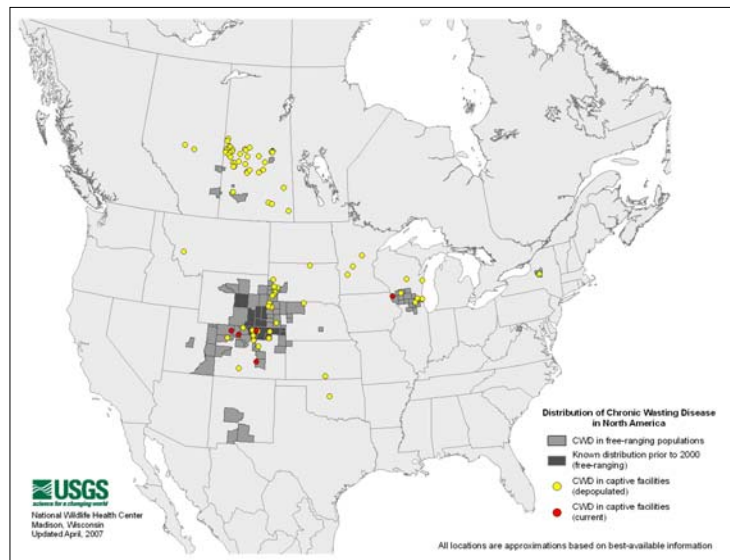 Distribution of Chronic Wasting Disease
in North America
CWD in free-ranging populations
Known distribution prior to 2000
(free-ranging)
CWD in captive facilities
(depopulated)
CWD in captive facilities
(current)
USGS
science for a changing world
National Wildlife Health Center
Madison, Wisconsin
Updated April, 2007
All locations are approximations based on best-available information